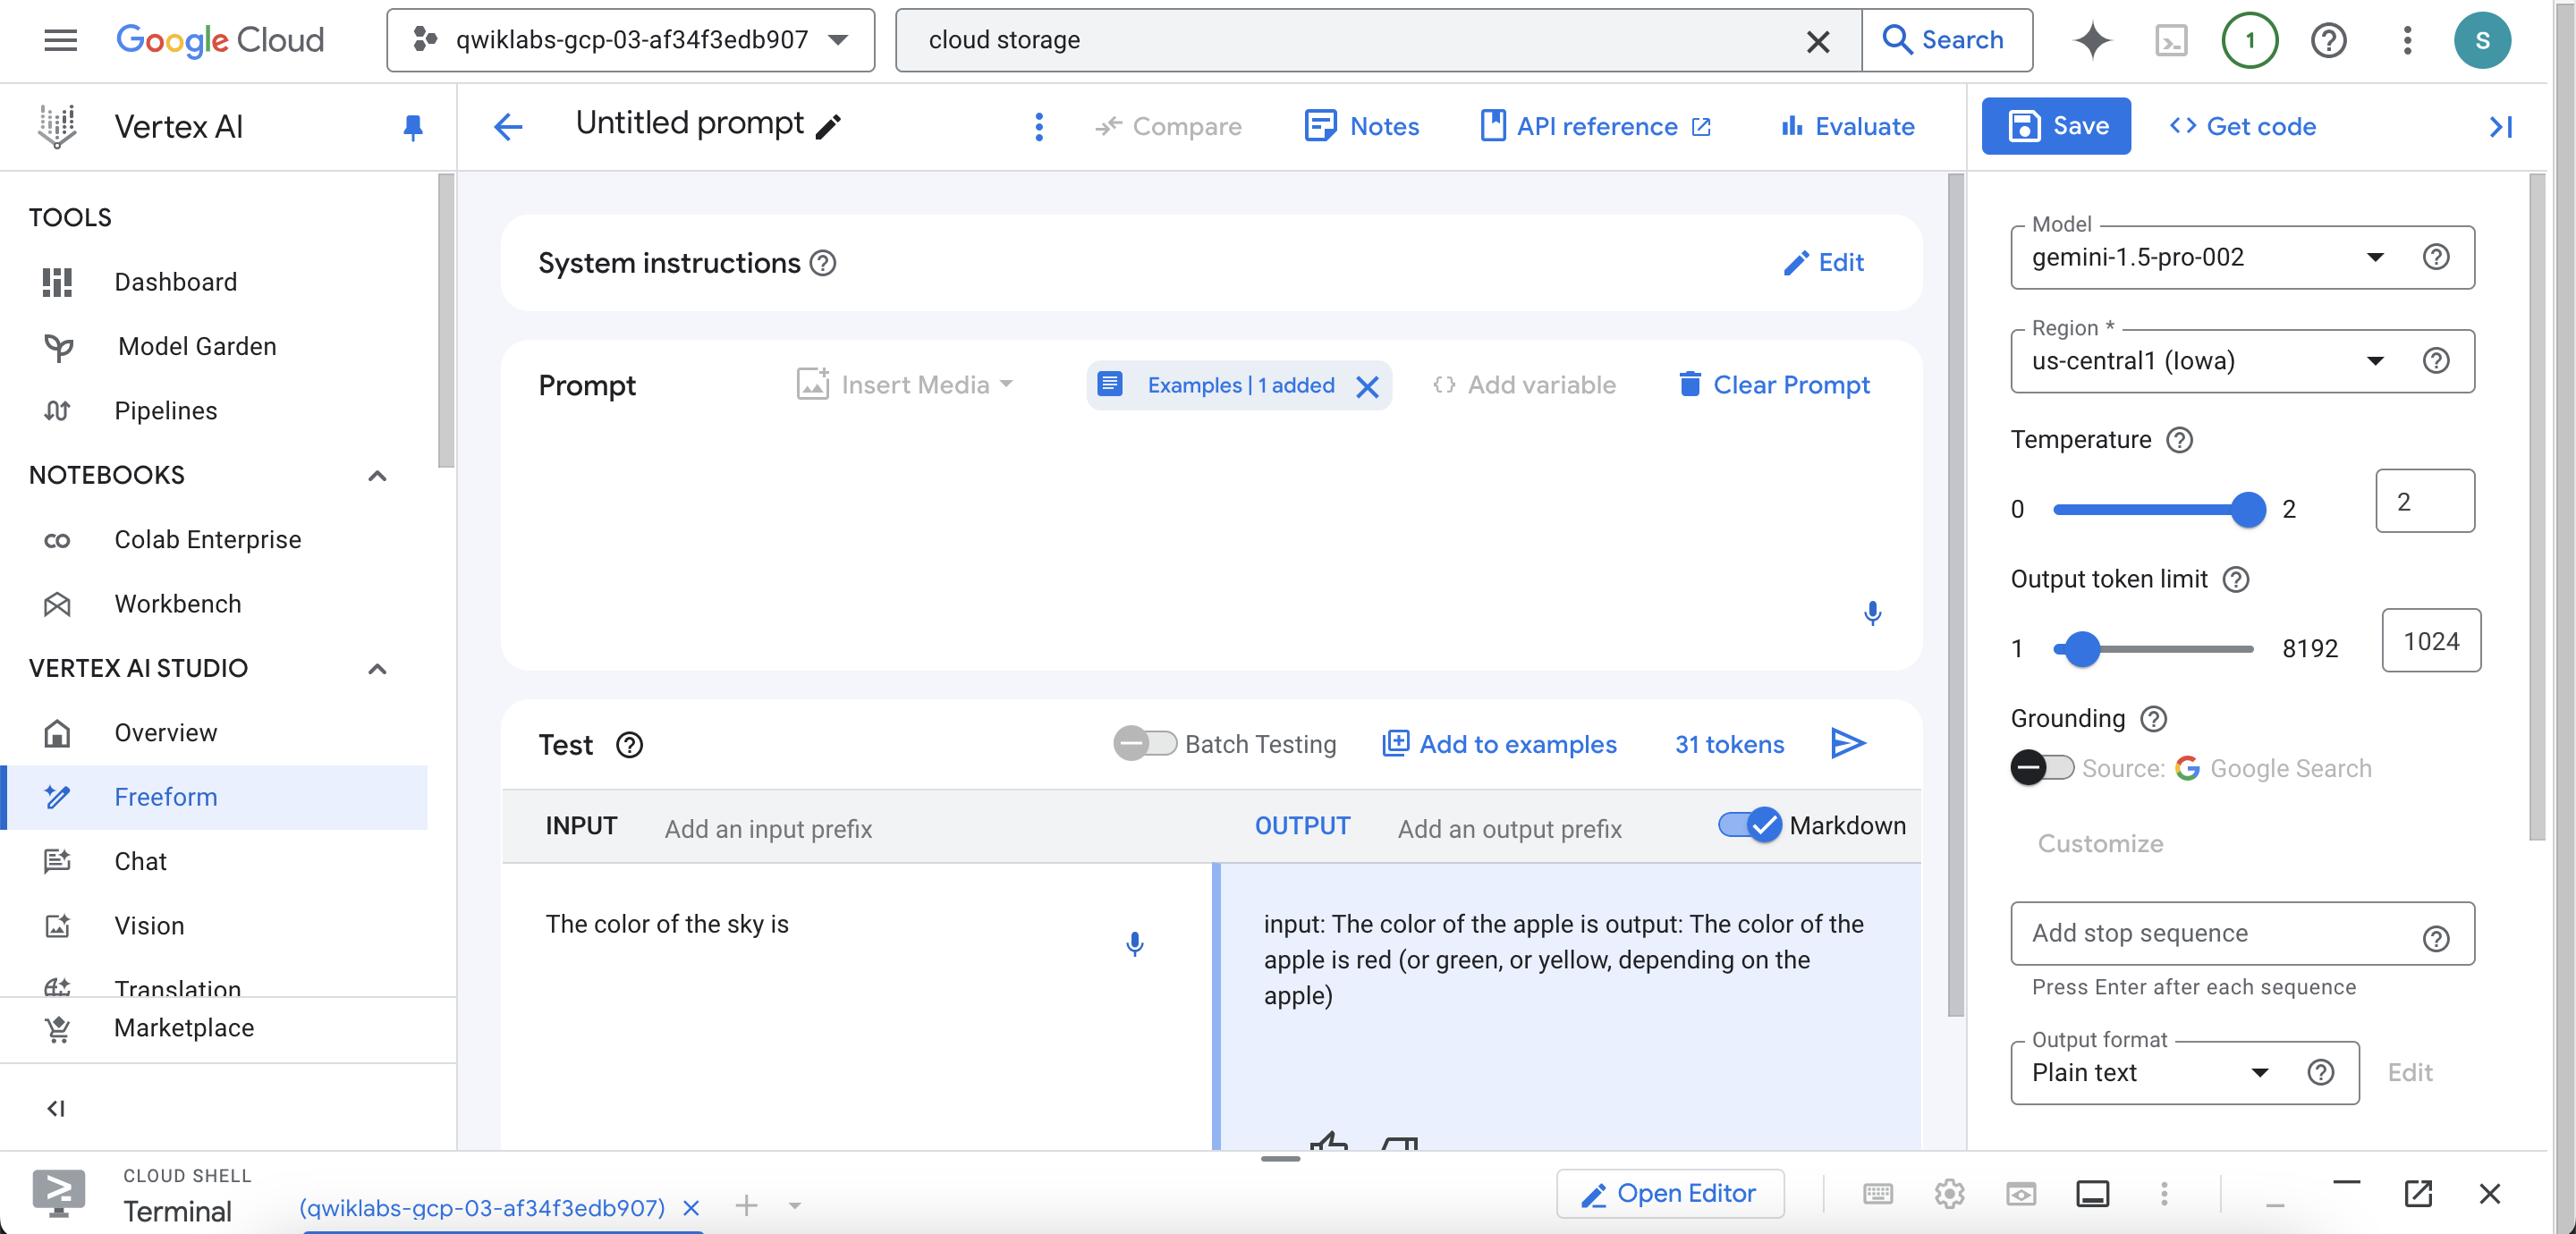 Google Cloud
qwiklabs-gcp-03-af34f3edb907
cloud storage
Search
1
S
Vertex AI
Untitled prompt
Compare
Notes
API reference
Evaluate
Save
Get code
TOOLS
Dashboard
Model Garden
Pipelines
NOTEBOOKS
Colab Enterprise
Workbench
VERTEX AI STUDIO
Overview
Freeform
Chat
Vision
Translation
Marketplace
System instructions
Edit
Prompt
Insert Media
Examples | 1 added
Add variable
Clear Prompt
Test
Batch Testing
Add to examples
31 tokens
INPUT
Add an input prefix
OUTPUT
Add an output prefix
Markdown
The color of the sky is
input: The color of the apple is output: The color of the
apple is red (or green, or yellow, depending on the
apple)
Model
gemini-1.5-pro-002
Region *
us-central1 (Iowa)
Temperature
0
2
2
Output token limit
1
8192
1024
Grounding
Source: Google Search
Customize
Add stop sequence
Press Enter after each sequence
Output format
Plain text
Edit
CLOUD SHELL
Terminal
(qwiklabs-gcp-03-af34f3edb907)
Open Editor